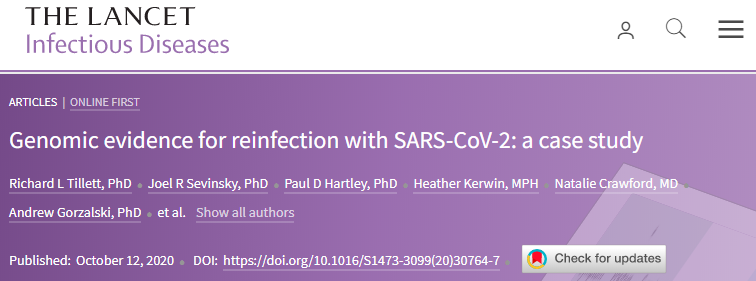 THE LANCET
Infectious Diseases
ARTICLES | ONLINE FIRST
Genomic evidence for reinfection with SARS-CoV-2: a case study
Richard L Tillett, PhD • Joel R Sevinsky, PhD • Paul D Hartley, PhD • Heather Kerwin, MPH • Natalie Crawford, MD •
Andrew Gorzalski, PhD • et al. Show all authors
Published: October 12, 2020 • DOI: https://doi.org/10.1016/S1473-3099(20)30764-7 • Check for updates